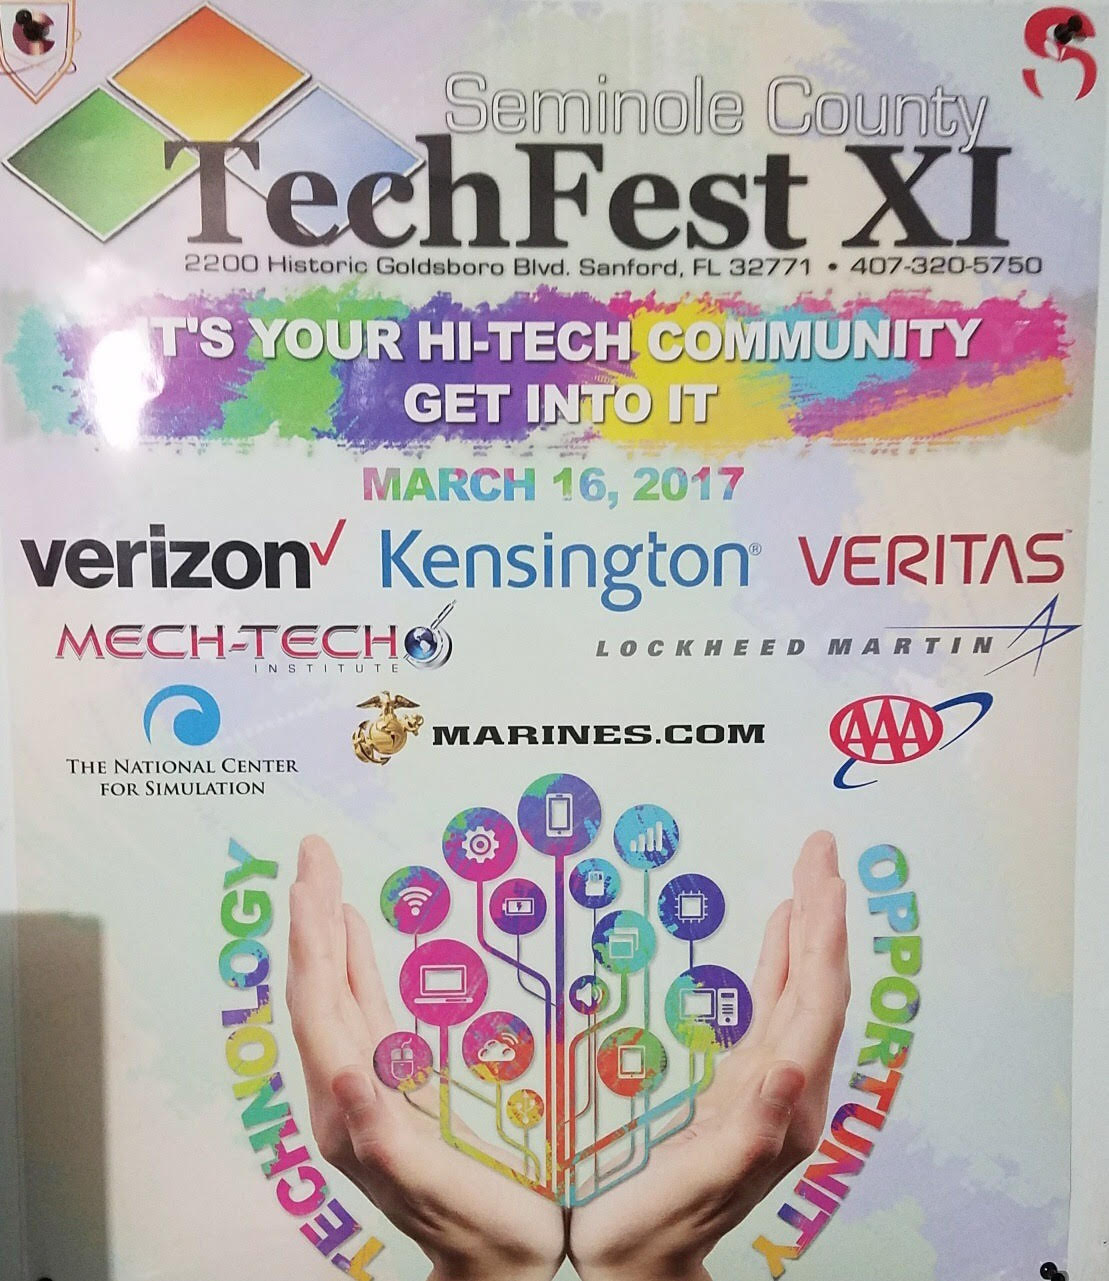 Seminole County
TechFest XI
2200 Historic Goldsboro Blvd. Sanford, FL 32771 • 407-320-5750
IT'S YOUR HI-TECH COMMUNITY
GET INTO IT
MARCH 16, 2017
verizon Kensington® VERITAS™
MECH-TECH
INSTITUTE
LOCKHEED MARTIN
THE NATIONAL CENTER
FOR SIMULATION
MARINES.COM
AAA
TECHNOLOGY
OPPORTUNITY